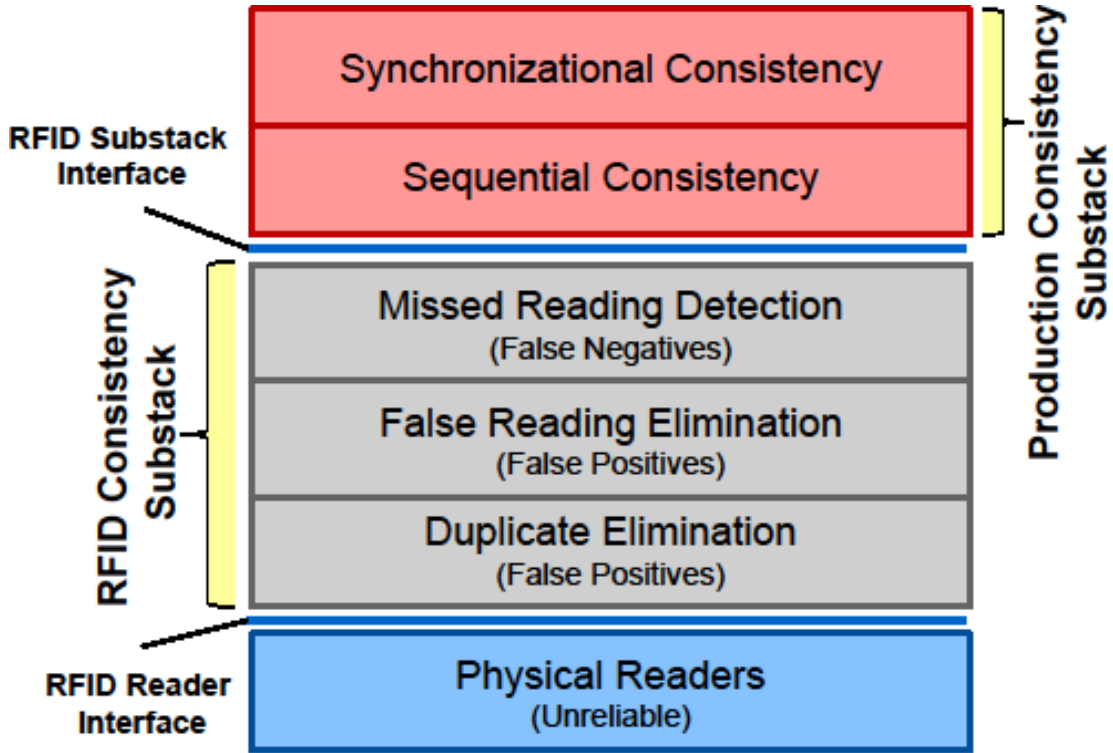 Synchronizational Consistency
Sequential Consistency
RFID Substack
Interface
Production Consistency
Substack
Missed Reading Detection
(False Negatives)
False Reading Elimination
(False Positives)
Duplicate Elimination
(False Positives)
RFID Consistency
Substack
Physical Readers
(Unreliable)
RFID Reader
Interface